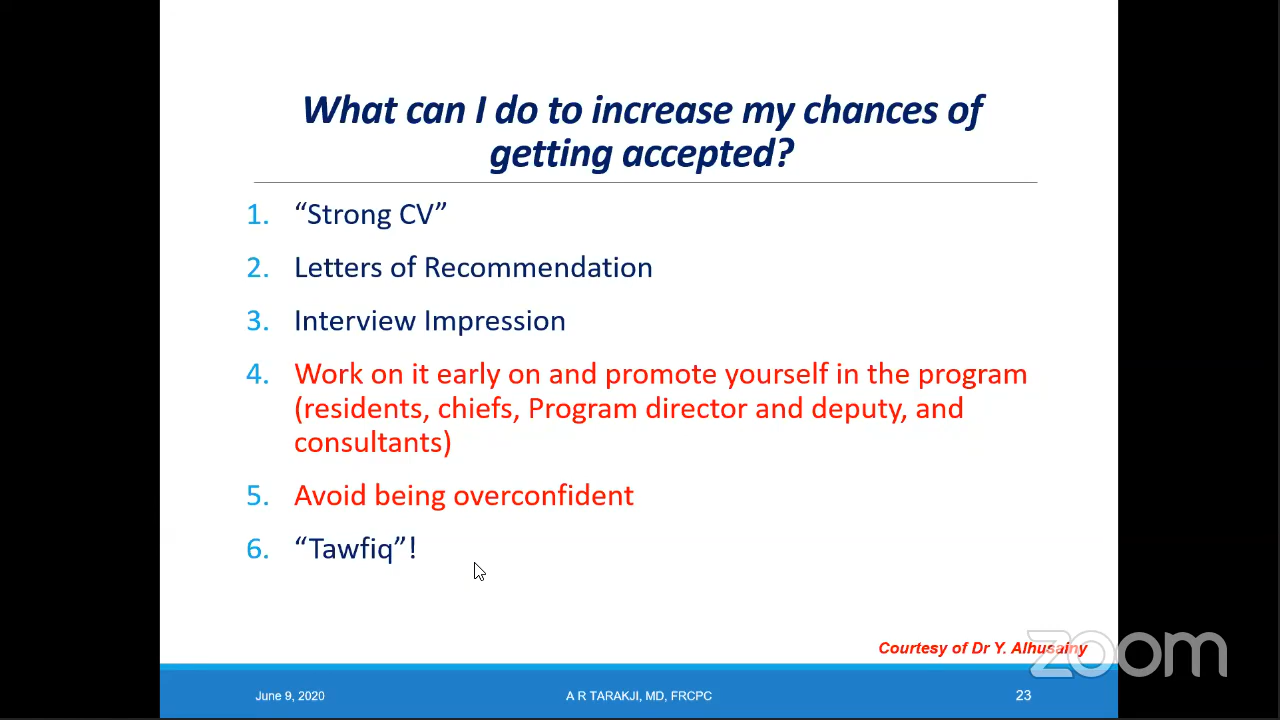 What can I do to increase my chances of
getting accepted?
1. “Strong CV”
2. Letters of Recommendation
3. Interview Impression
4. Work on it early on and promote yourself in the program
(residents, chiefs, Program director and deputy, and
consultants)
5. Avoid being overconfident
6. “Tawfiq”!
Courtesy of Dr Y. Alhusainy
zoom
June 9, 2020
A R TARAKJI, MD, FRCPC
23